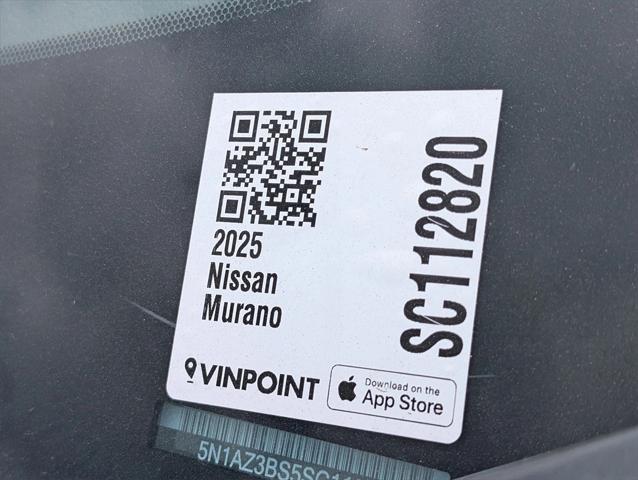 2025
Nissan
Murano
SC112820
VINPOINT
Download on the
App Store